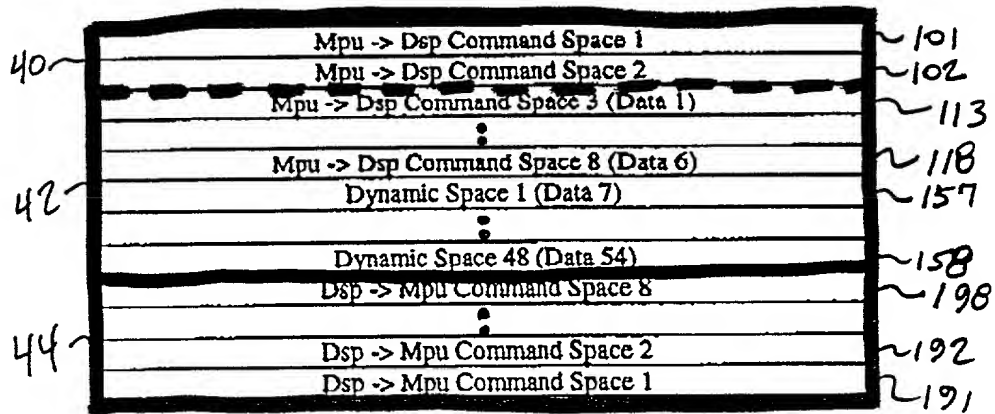 Mpu -> Dsp Command Space 1 101
40
Mpu -> Dsp Command Space 2 102
Mpu -> Dsp Command Space 3 (Data 1) 113
Mpu -> Dsp Command Space 8 (Data 6) 118
42 Dynamic Space 1 (Data 7) 157
Dynamic Space 48 (Data 54) 158
Dsp -> Mpu Command Space 8 198
44 Dsp -> Mpu Command Space 2 192
Dsp -> Mpu Command Space 1 191